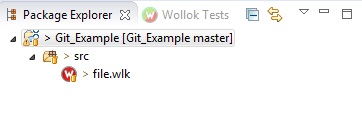 Package Explorer Wollok Tests
> Git_Example [Git_Example master]
> src
> file.wlk